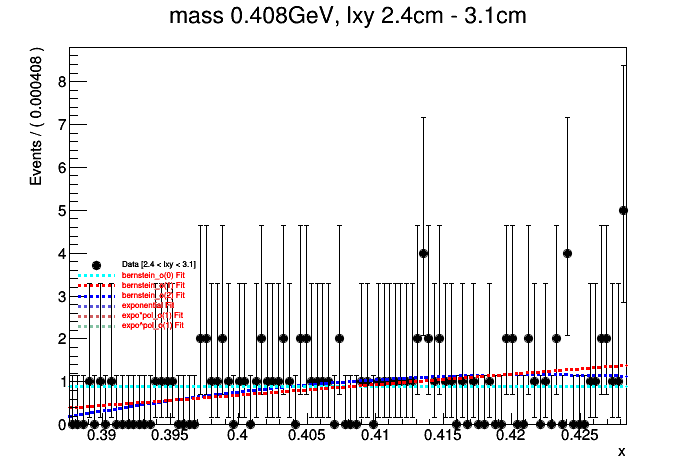 mass 0.408GeV, lxy 2.4cm - 3.1cm
Events / ( 0.000408 )
8
7
6
5
4
3
2
1
0
Data [2.4 < lxy < 3.1]
bernstein_o(0) Fit
bernstein_o(1) Fit
bernstein_o(2) Fit
exponential Fit
expo*pol_o(1) Fit
expo*pol_o(1) Fit
0.39 0.395 0.4 0.405 0.41 0.415 0.42 0.425
x